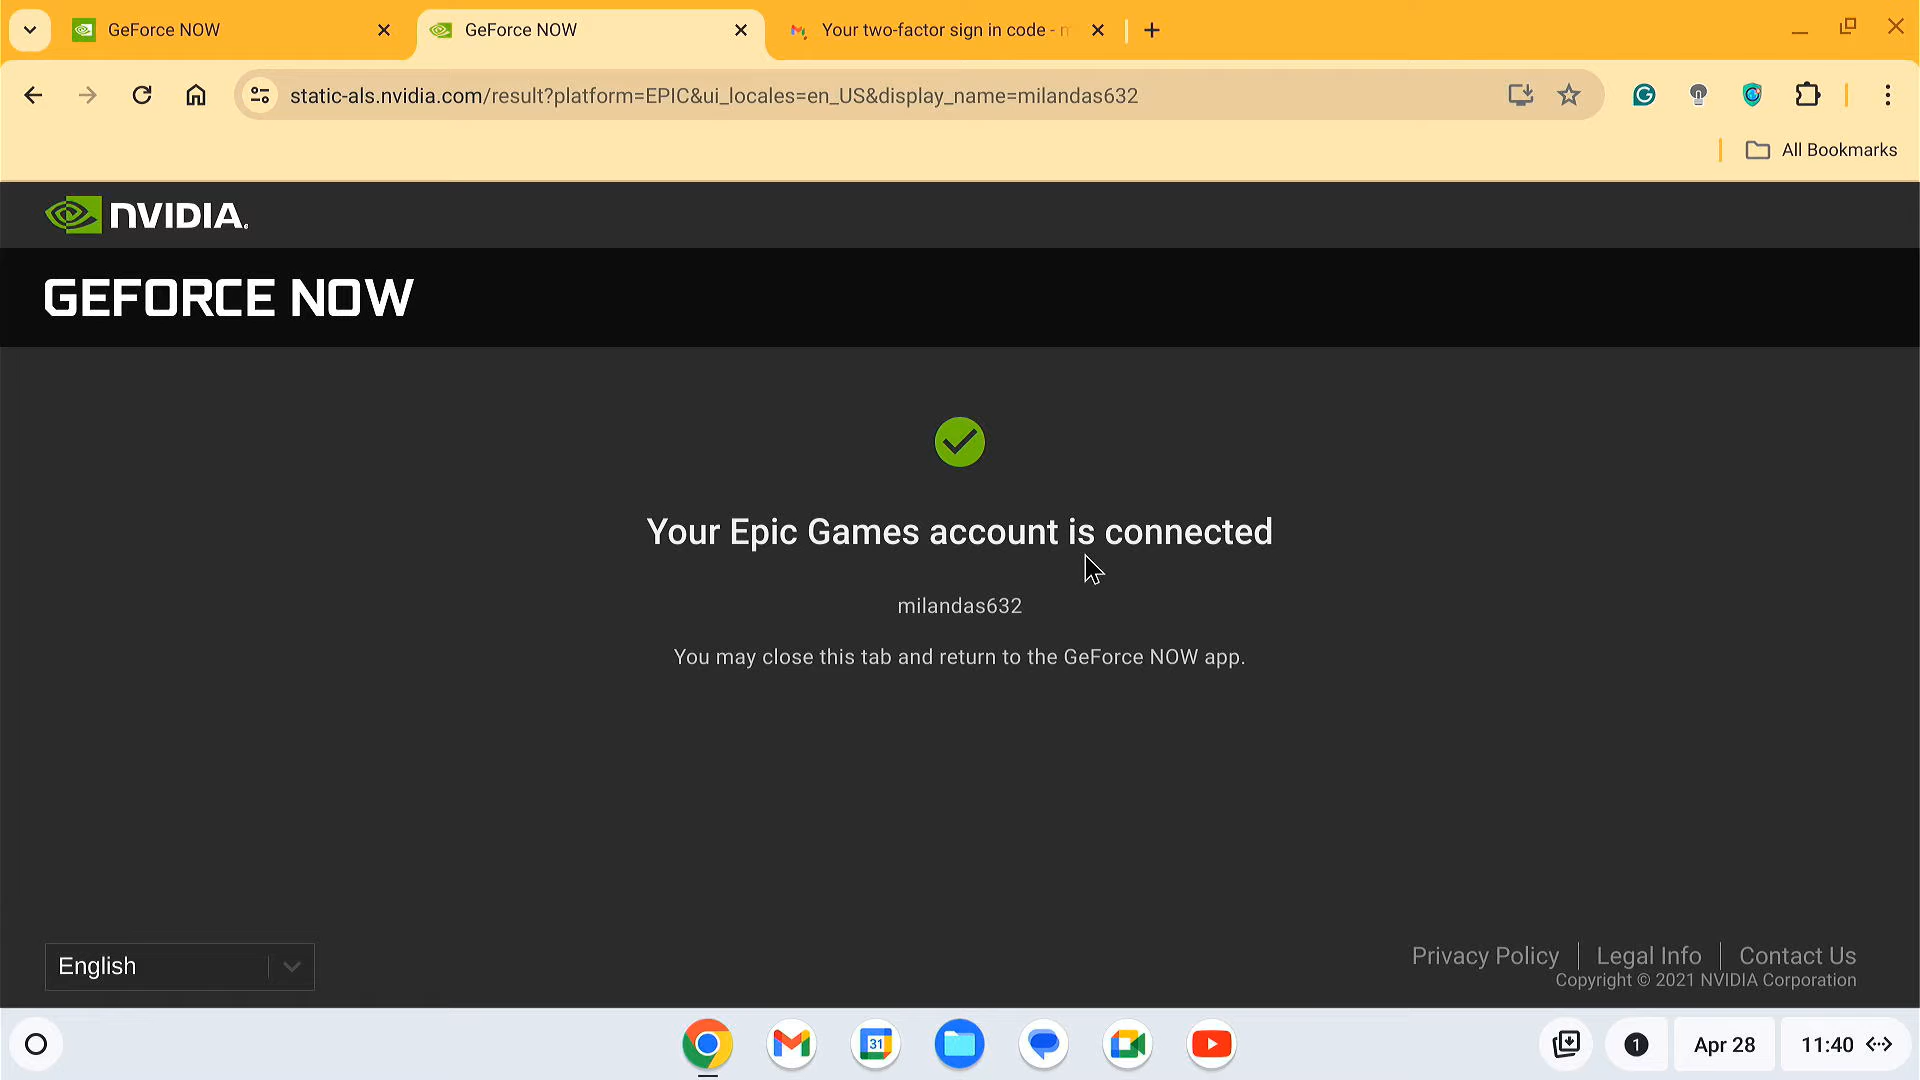 GeForce NOW
GeForce NOW
Your two-factor sign in code -
static-als.nvidia.com/result?platform=EPIC&ui_locales=en_US&display_name=milandas632
All Bookmarks
NVIDIA.
GEFORCE NOW
Your Epic Games account is connected
milandas632
You may close this tab and return to the GeForce NOW app.
English
Privacy Policy
Legal Info
Contact Us
Copyright © 2021 NVIDIA Corporation
31
1
Apr 28
11:40